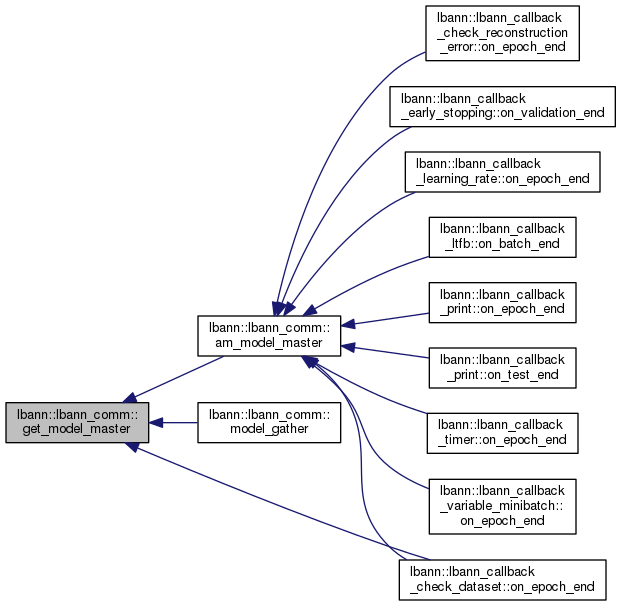 lbann::lbann_callback
_check_reconstruction
_error::on_epoch_end
lbann::lbann_callback
_early_stopping::on_validation_end
lbann::lbann_callback
_learning_rate::on_epoch_end
lbann::lbann_callback
_ltfb::on_batch_end
lbann::lbann_callback
_print::on_epoch_end
lbann::lbann_comm::
am_model_master
lbann::lbann_callback
_print::on_test_end
lbann::lbann_comm::
get_model_master
lbann::lbann_comm::
model_gather
lbann::lbann_callback
_timer::on_epoch_end
lbann::lbann_callback
_variable_minibatch::
on_epoch_end
lbann::lbann_callback
_check_dataset::on_epoch_end